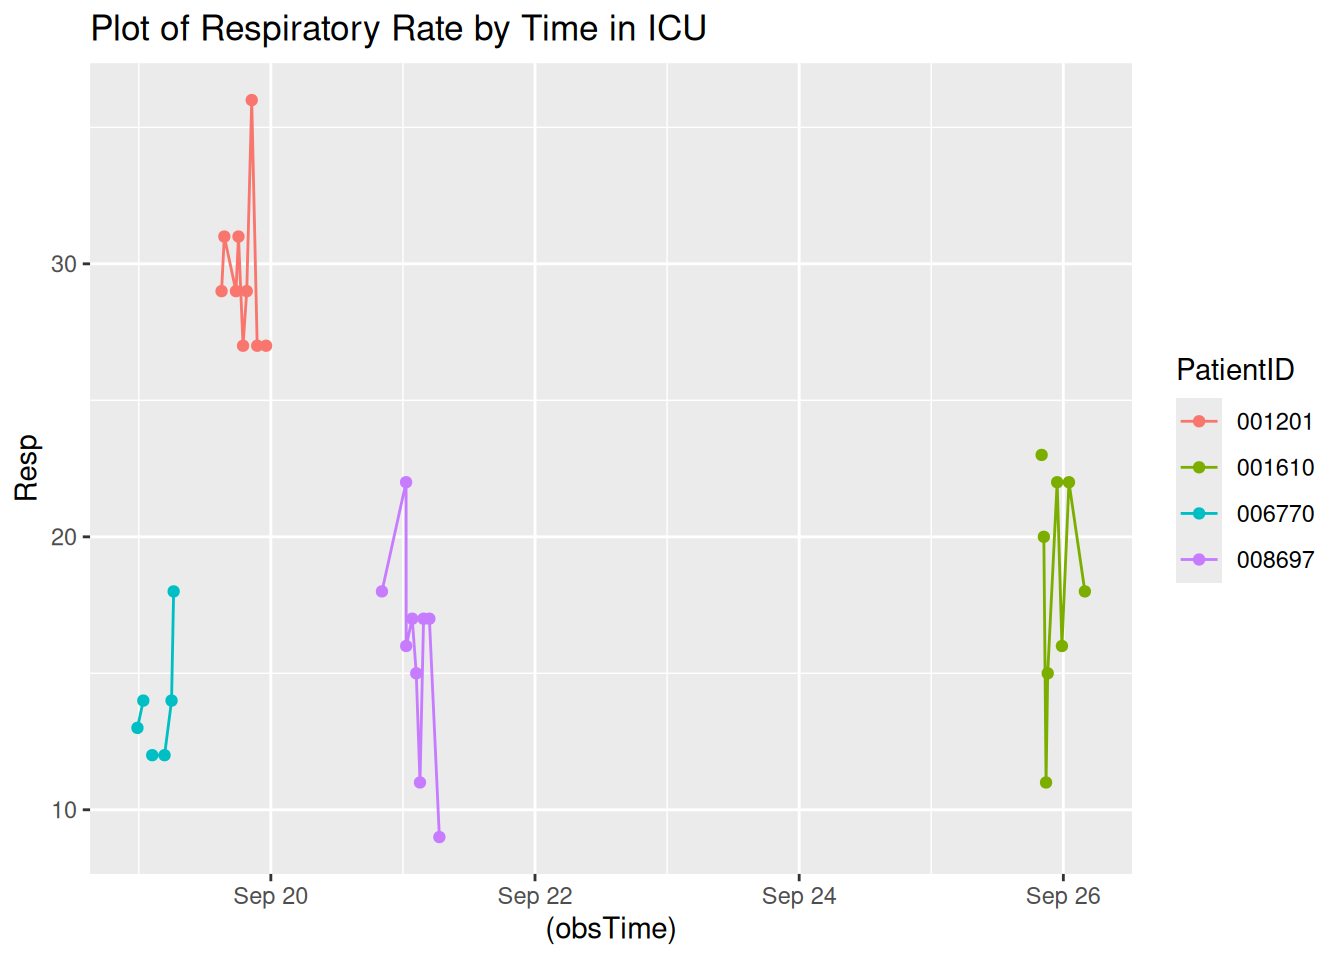 Plot of Respiratory Rate by Time in ICU
30
20
10
Resp
Sep 20 Sep 22 Sep 24 Sep 26
(obsTime)
PatientID
001201
001610
006770
008697